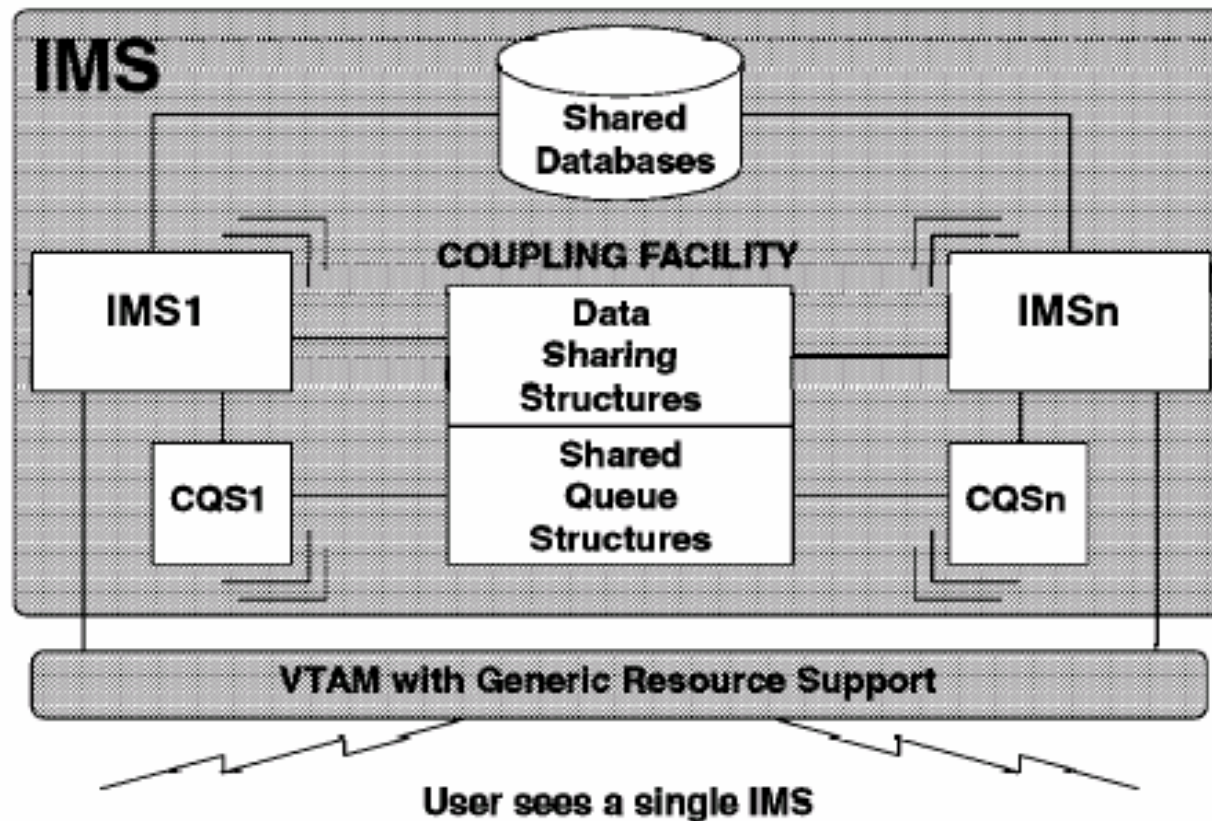 IMS
Shared
Databases
COUPLING FACILITY
IMS1
Data
Sharing
Structures
IMSn
CQS1
Shared
Queue
Structures
CQSn
VTAM with Generic Resource Support
User sees a single IMS